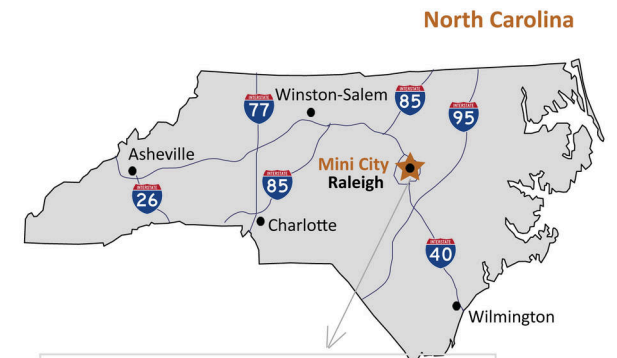 North Carolina
INTERSTATE
77
Winston-Salem
INTERSTATE
85
INTERSTATE
95
Asheville
Mini City
Raleigh
INTERSTATE
26
INTERSTATE
85
Charlotte
INTERSTATE
40
Wilmington